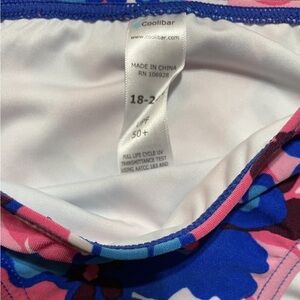 Coolibar
www.coolibar.com
MADE IN CHINA
RN 106928
18-2
UPF
50+
FULL LIFE CYCLE UV
TRANSMITTANCE TEST
USING AATCC 183 AND